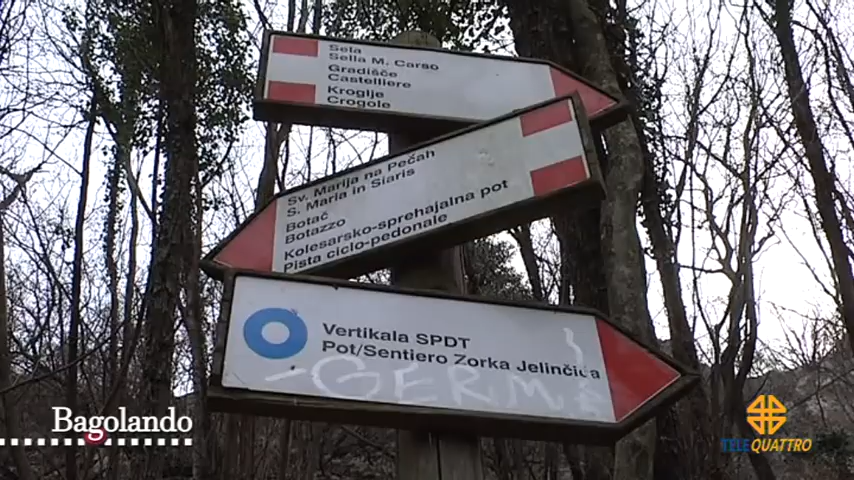 Sela
Sella M. Carso
Gradišče
Castelliere
Kroglje
Crogole
Sv. Marija na Pečah
S. Maria in Siaris
Botač
Botazzo
Kolesarsko-sprehajalna pot
Pista ciclo-pedonale
Vertikala SPDT
Pot/Sentiero Zorka Jelinčiča
GERM
Bagolando
TELEQUATTRO